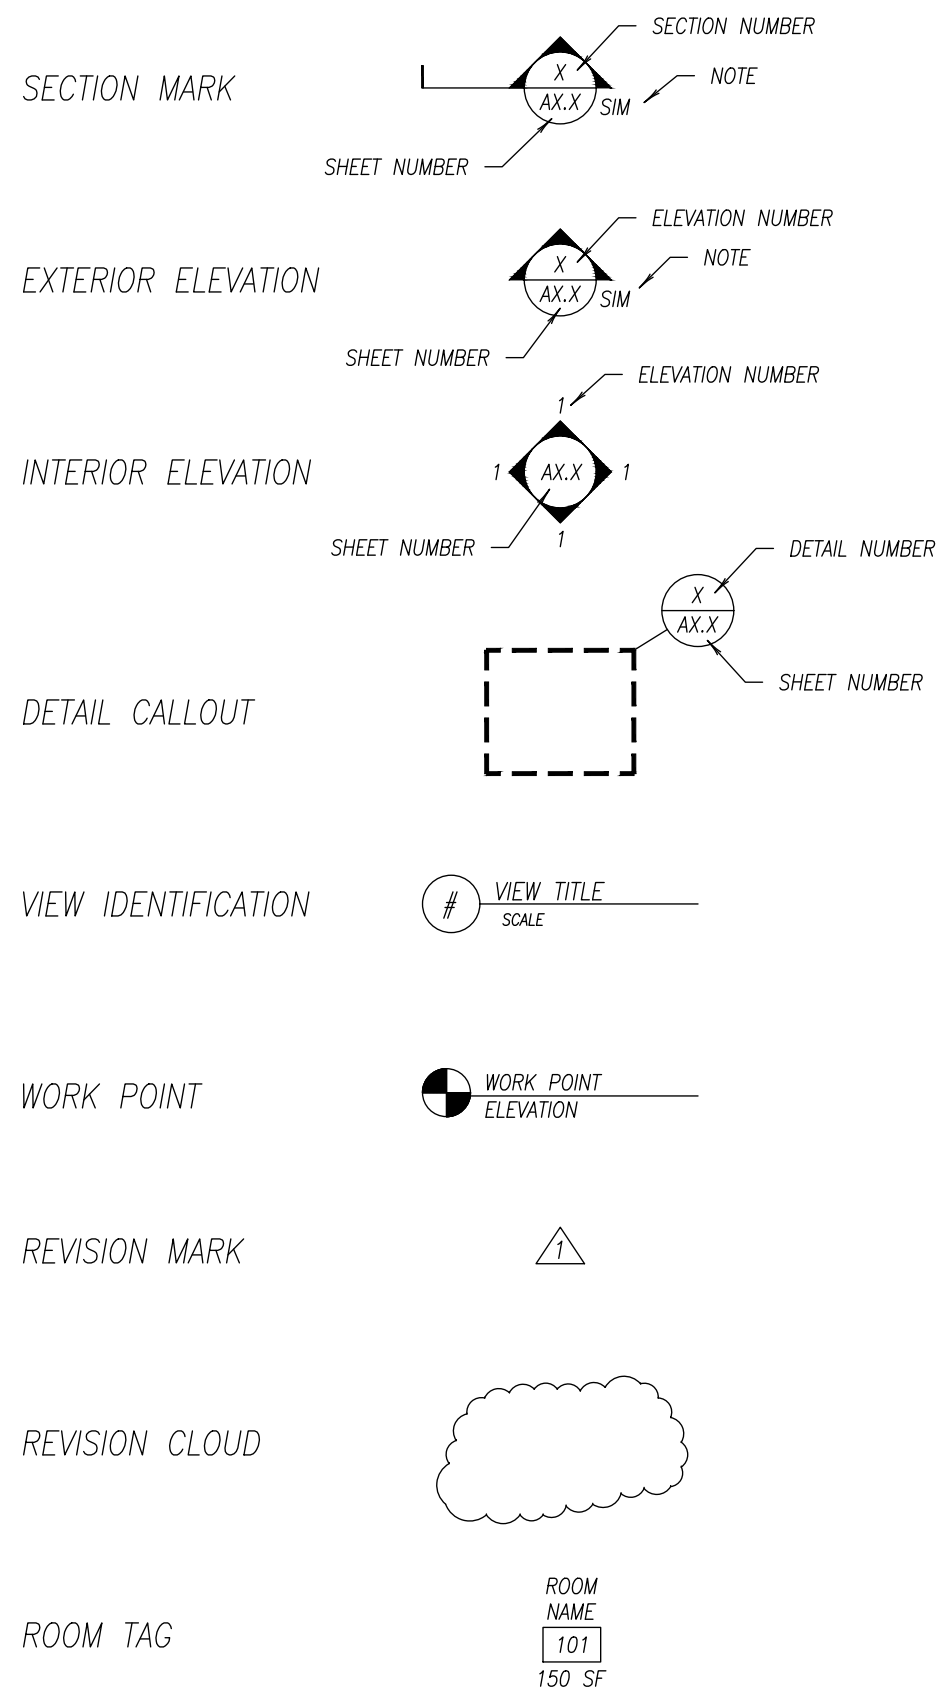 SECTION NUMBER
SECTION MARK
X
NOTE
AX.X
SIM
SHEET NUMBER
ELEVATION NUMBER
EXTERIOR ELEVATION
X
NOTE
AX.X
SIM
SHEET NUMBER
ELEVATION NUMBER
1
INTERIOR ELEVATION
1 AX.X 1
SHEET NUMBER
1
DETAIL NUMBER
X
AX.X
SHEET NUMBER
DETAIL CALLOUT
VIEW IDENTIFICATION
# VIEW TITLE
SCALE
WORK POINT
WORK POINT
ELEVATION
REVISION MARK
1
REVISION CLOUD
ROOM TAG
ROOM
NAME
101
150 SF